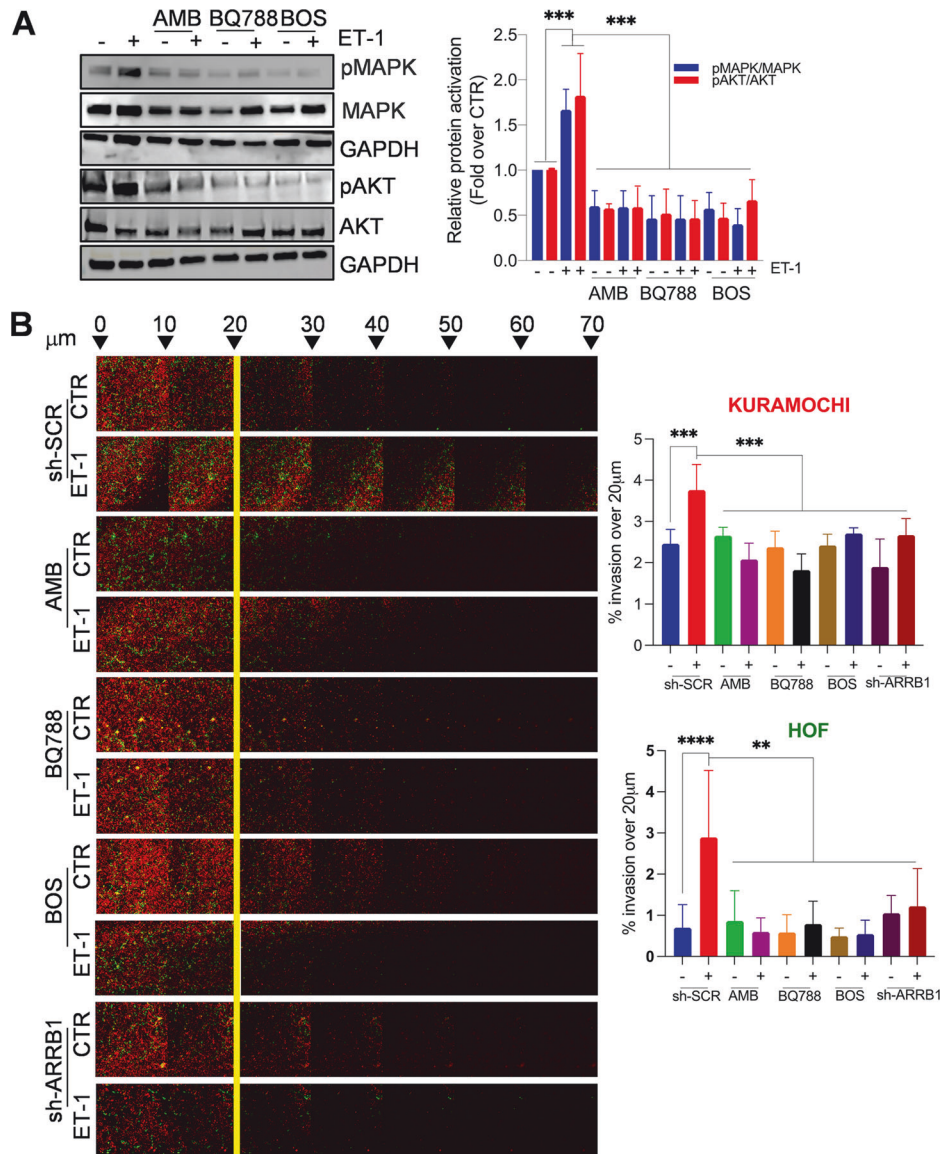 A
AMB BQ788 BOS
- + - + - + - + ET-1
pMAPK
MAPK
GAPDH
pAKT
AKT
GAPDH
*** ***
pMAPK/MAPK
pAKT/AKT
Relative protein activation
(Fold over CTR)
2.5
2.0
1.5
1.0
0.5
0.0
- - + + - - + + - - + + - - + + ET-1
AMB BQ788 BOS
B
μm 0 10 20 30 40 50 60 70
sh-SCR
CTR
ET-1
AMB
CTR
ET-1
BQ788
CTR
ET-1
BOS
CTR
ET-1
sh-ARRB1
CTR
ET-1
KURAMOCHI
*** ***
% invasion over 20μm
5
4
3
2
1
0
- + - + - + - + - +
sh-SCR AMB BQ788 BOS sh-ARRB1
HOF
**** **
% invasion over 20μm
5
4
3
2
1
0
- + - + - + - + - +
sh-SCR AMB BQ788 BOS sh-ARRB1